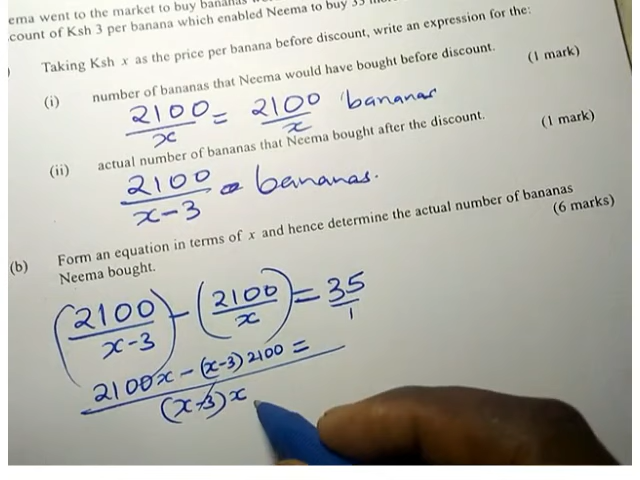 ema went to the market to buy bananas
count of Ksh 3 per banana which enabled Neema to buy 35
Taking Ksh x as the price per banana before discount, write an expression for the:
(i) number of bananas that Neema would have bought before discount.
(1 mark)
2100/x = 2100/x bananas
(ii) actual number of bananas that Neema bought after the discount.
(1 mark)
2100/x-3 bananas.
(b) Form an equation in terms of x and hence determine the actual number of bananas
Neema bought.
(6 marks)
(2100/x-3) - (2100/x) = 35/1
2100x - (x-3) 2100 =
(x-3)x